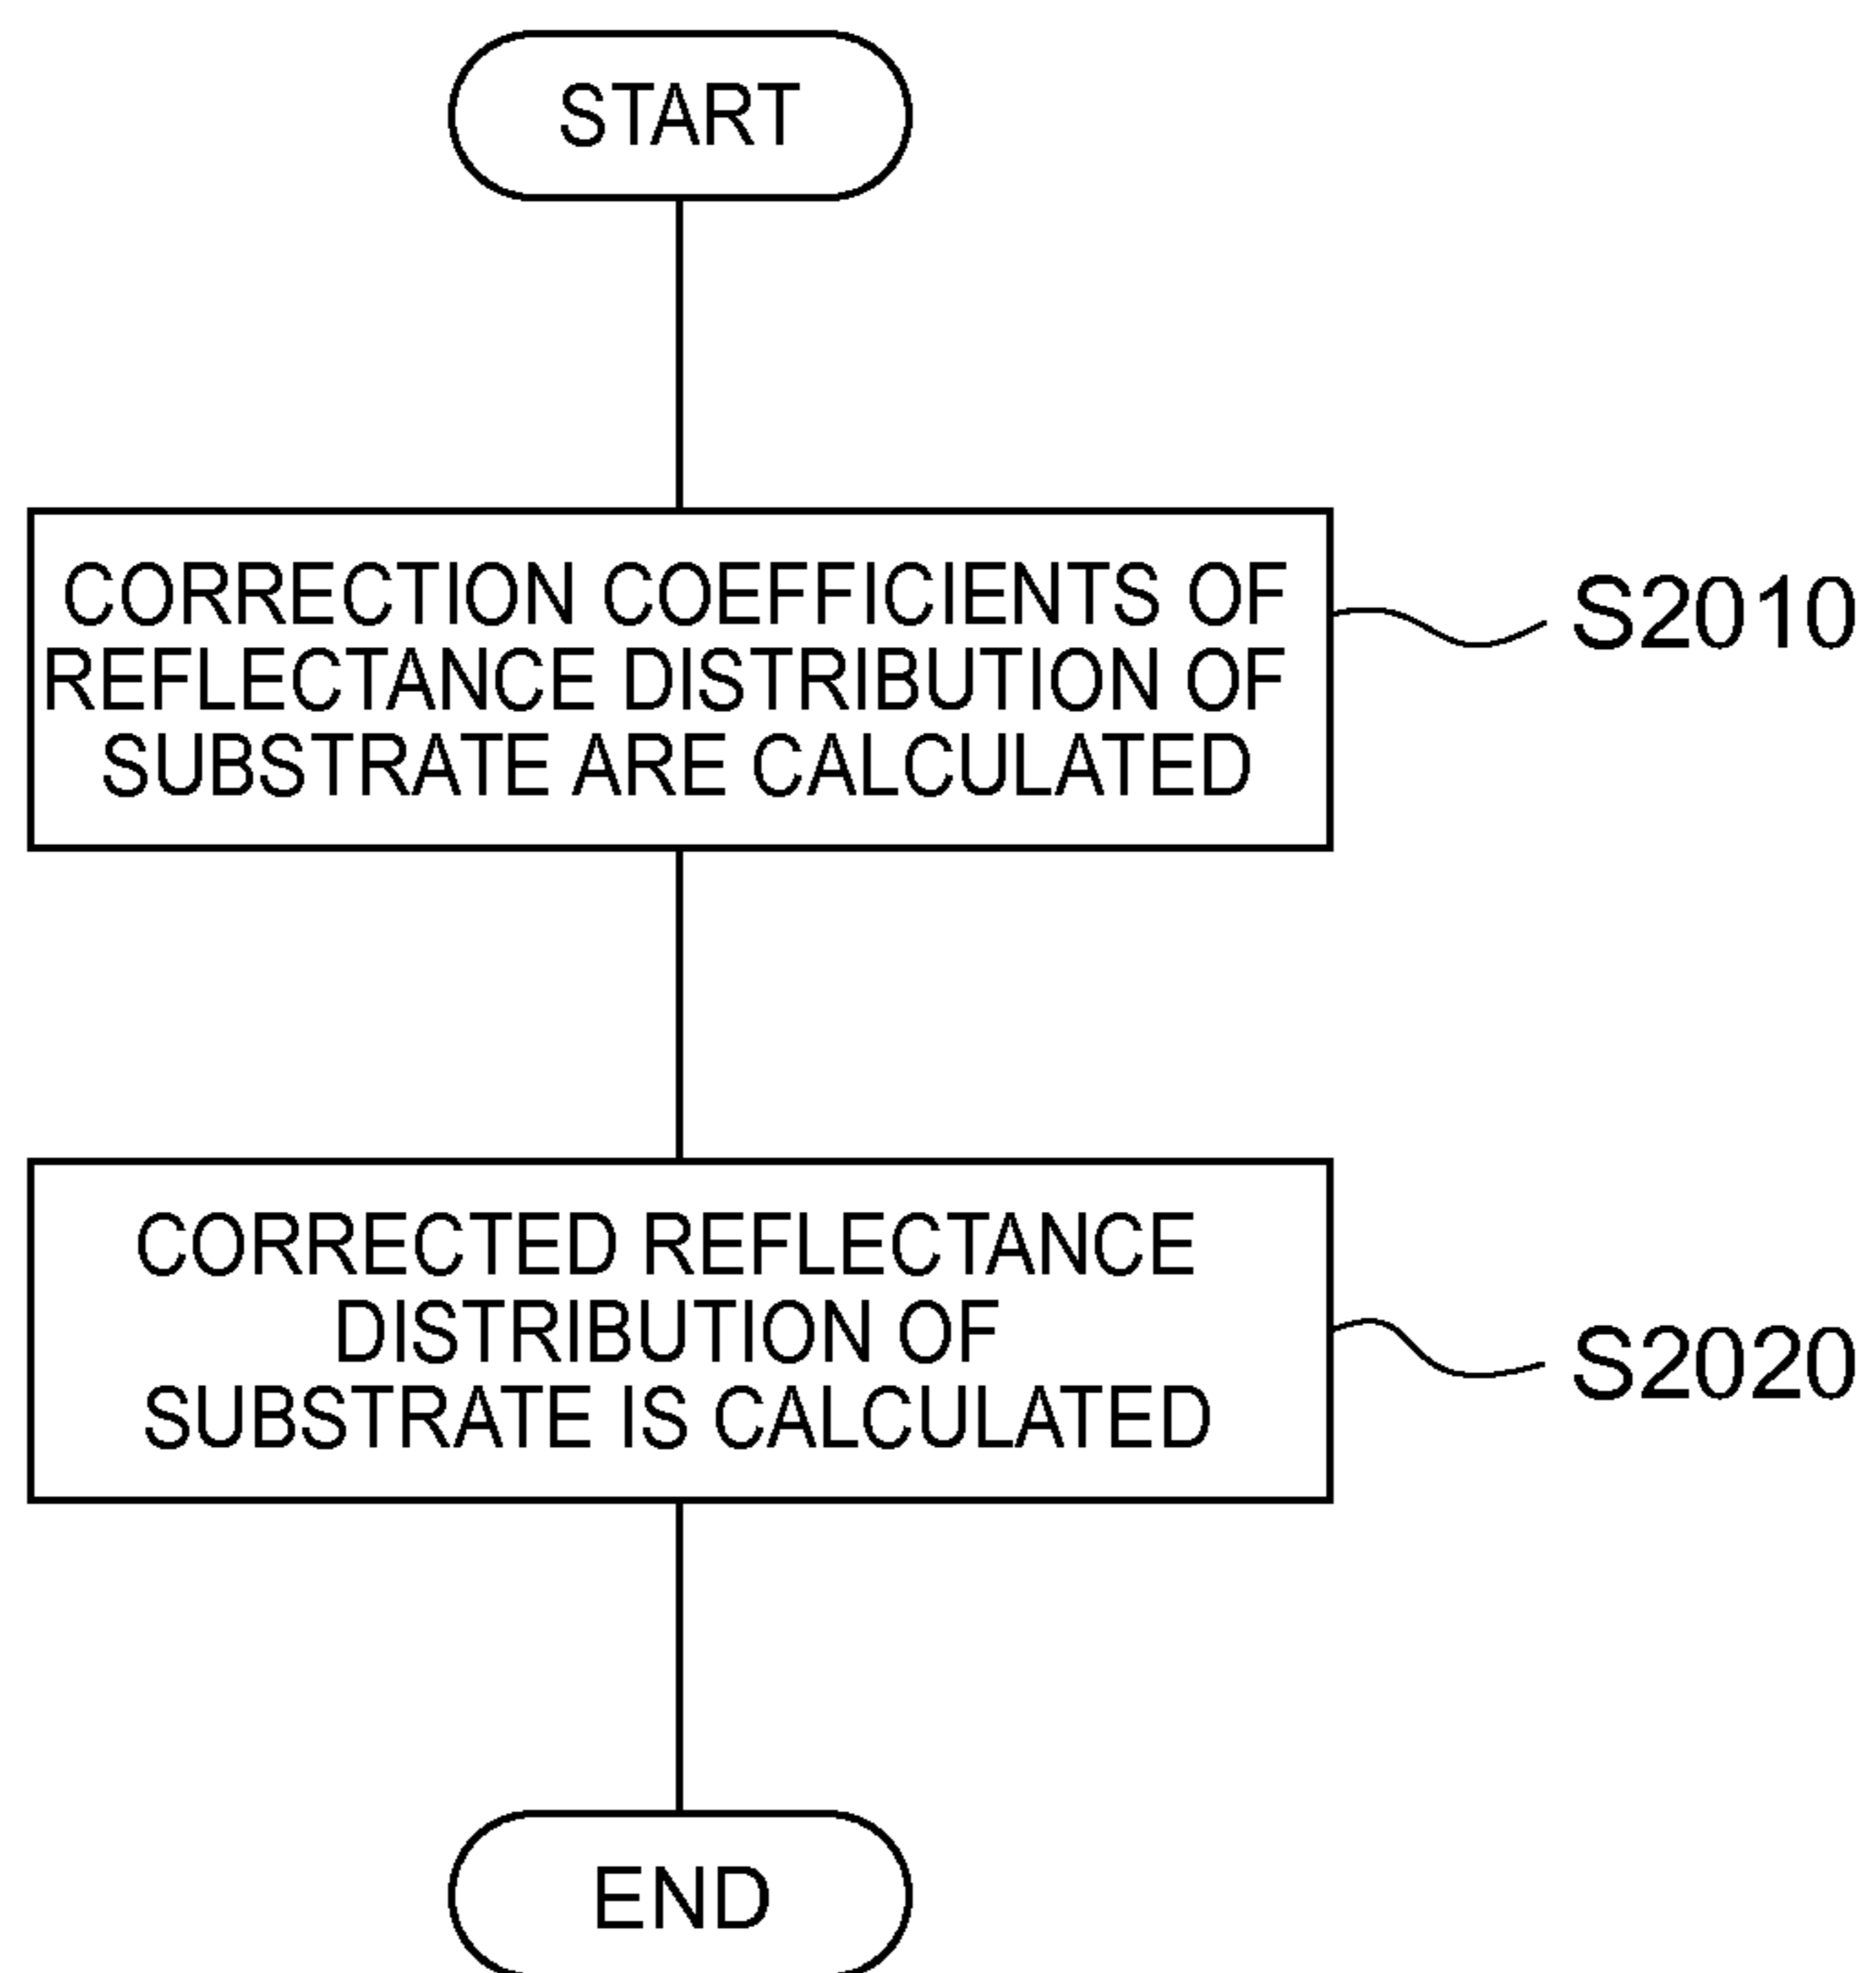 START
CORRECTION COEFFICIENTS OF
REFLECTANCE DISTRIBUTION OF
SUBSTRATE ARE CALCULATED
S2010
CORRECTED REFLECTANCE
DISTRIBUTION OF
SUBSTRATE IS CALCULATED
S2020
END